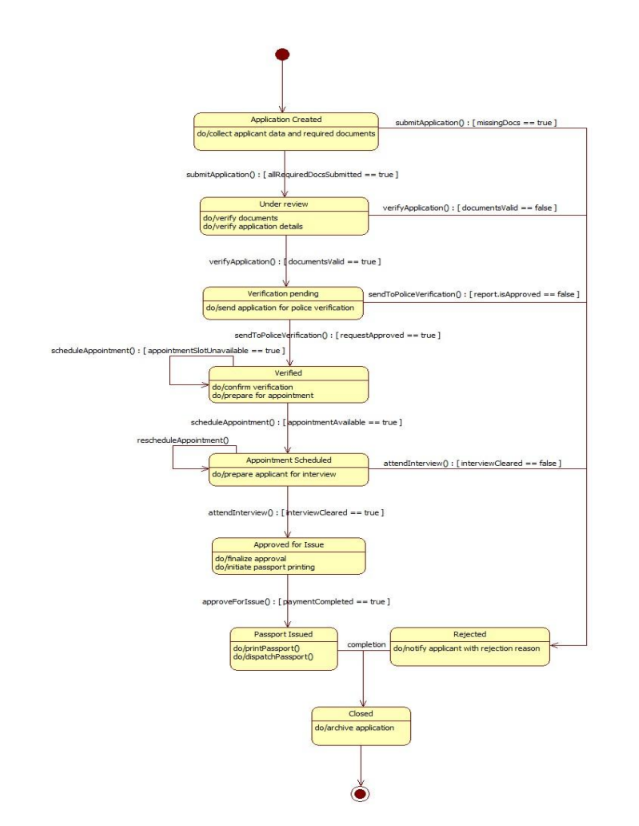 Application Created
do/collect applicant data and required documents
submitApplication() : [ missingDocs == true ]
submitApplication() : [ allRequiredDocsSubmitted == true ]
Under review
do/verify documents
do/verify application details
verifyApplication() : [ documentsValid == false ]
verifyApplication() : [ documentsValid == true ]
Verification pending
do/send application for police verification
sendToPoliceVerification() : [ report.isApproved == false ]
sendToPoliceVerification() : [ requestApproved == true ]
scheduleAppointment() : [ appointmentSlotUnavailable == true ]
Verified
do/confirm verification
do/prepare for appointment
scheduleAppointment() : [ appointmentAvailable == true ]
rescheduleAppointment()
Appointment Scheduled
do/prepare applicant for interview
attendInterview() : [ interviewCleared == false ]
attendInterview() : [ interviewCleared == true ]
Approved for Issue
do/finalize approval
do/initiate passport printing
approveForIssue() : [ paymentCompleted == true ]
Passport Issued
do/printPassport()
do/dispatchPassport()
completion
Rejected
do/notify applicant with rejection reason
Closed
do/archive application